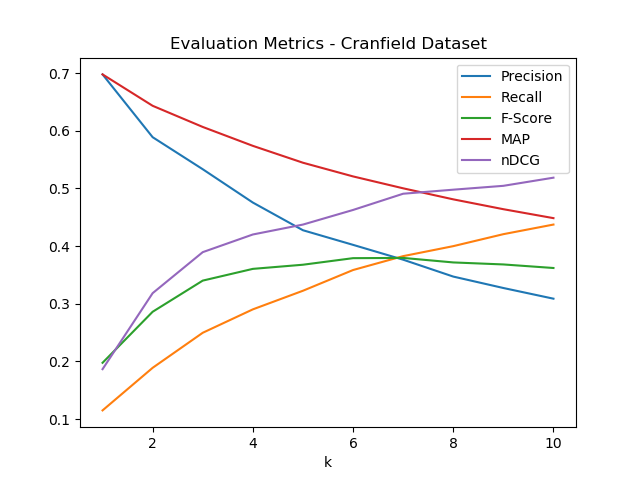 Evaluation Metrics - Cranfield Dataset
Precision
Recall
F-Score
MAP
nDCG
0.7
0.6
0.5
0.4
0.3
0.2
0.1
2 4 6 8 10
k